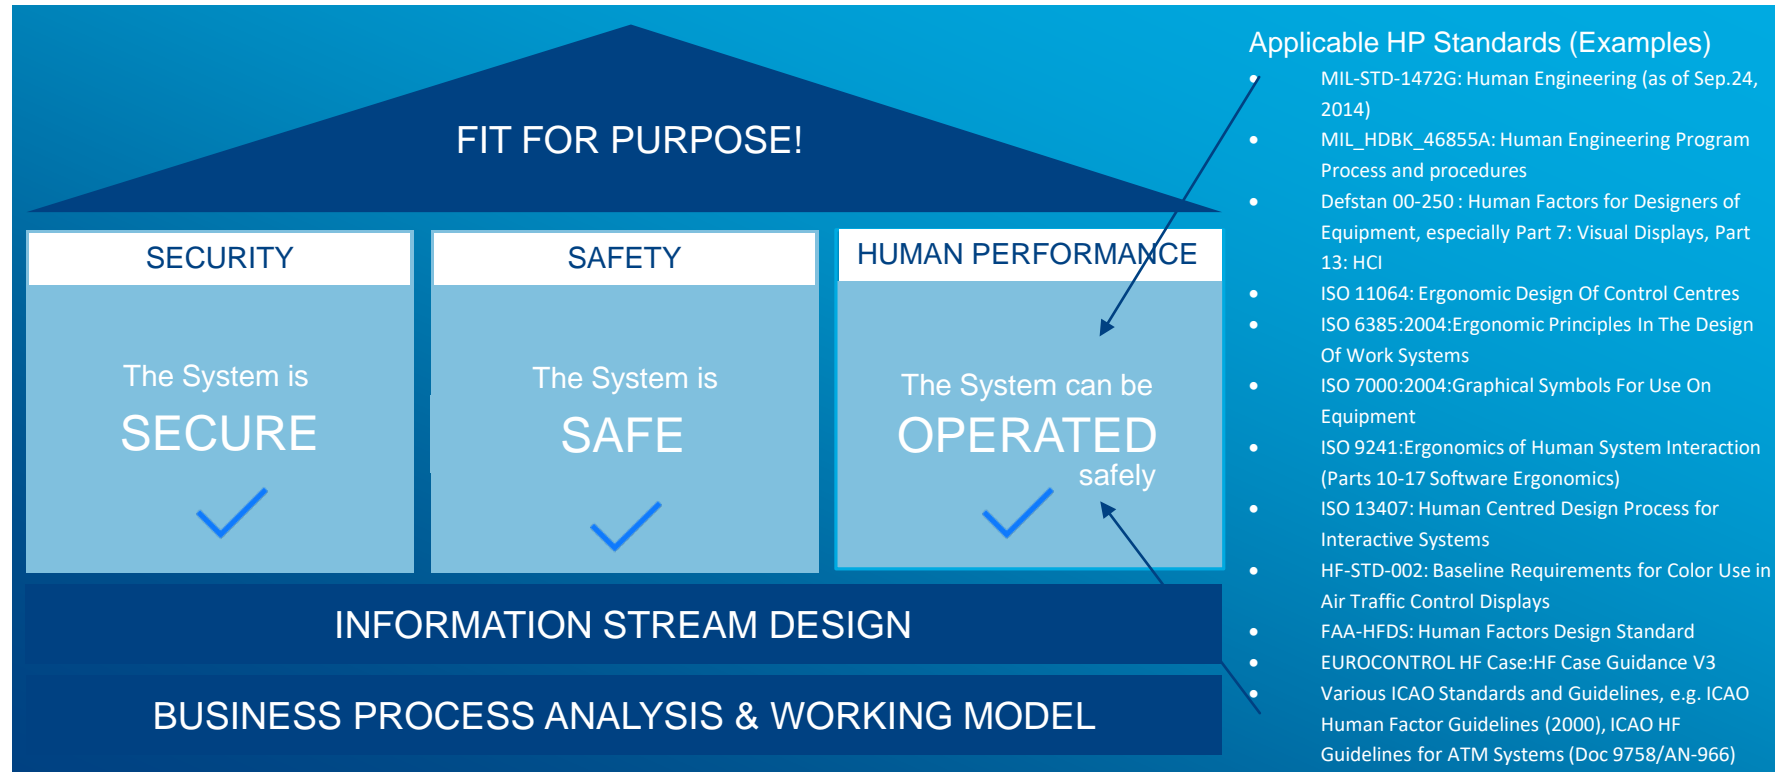 FIT FOR PURPOSE!
SECURITY
The System is
SECURE
SAFETY
The System is
SAFE
HUMAN PERFORMANCE
The System can be
OPERATED
safely
INFORMATION STREAM DESIGN
BUSINESS PROCESS ANALYSIS & WORKING MODEL
Applicable HP Standards (Examples)
• MIL-STD-1472G: Human Engineering (as of Sep.24,
2014)
• MIL_HDBK_46855A: Human Engineering Program
Process and procedures
• Defstan 00-250 : Human Factors for Designers of
Equipment, especially Part 7: Visual Displays, Part
13: HCI
• ISO 11064: Ergonomic Design Of Control Centres
• ISO 6385:2004:Ergonomic Principles In The Design
Of Work Systems
• ISO 7000:2004:Graphical Symbols For Use On
Equipment
• ISO 9241:Ergonomics of Human System Interaction
(Parts 10-17 Software Ergonomics)
• ISO 13407: Human Centred Design Process for
Interactive Systems
• HF-STD-002: Baseline Requirements for Color Use in
Air Traffic Control Displays
• FAA-HFDS: Human Factors Design Standard
• EUROCONTROL HF Case:HF Case Guidance V3
• Various ICAO Standards and Guidelines, e.g. ICAO
Human Factor Guidelines (2000), ICAO HF
Guidelines for ATM Systems (Doc 9758/AN-966)